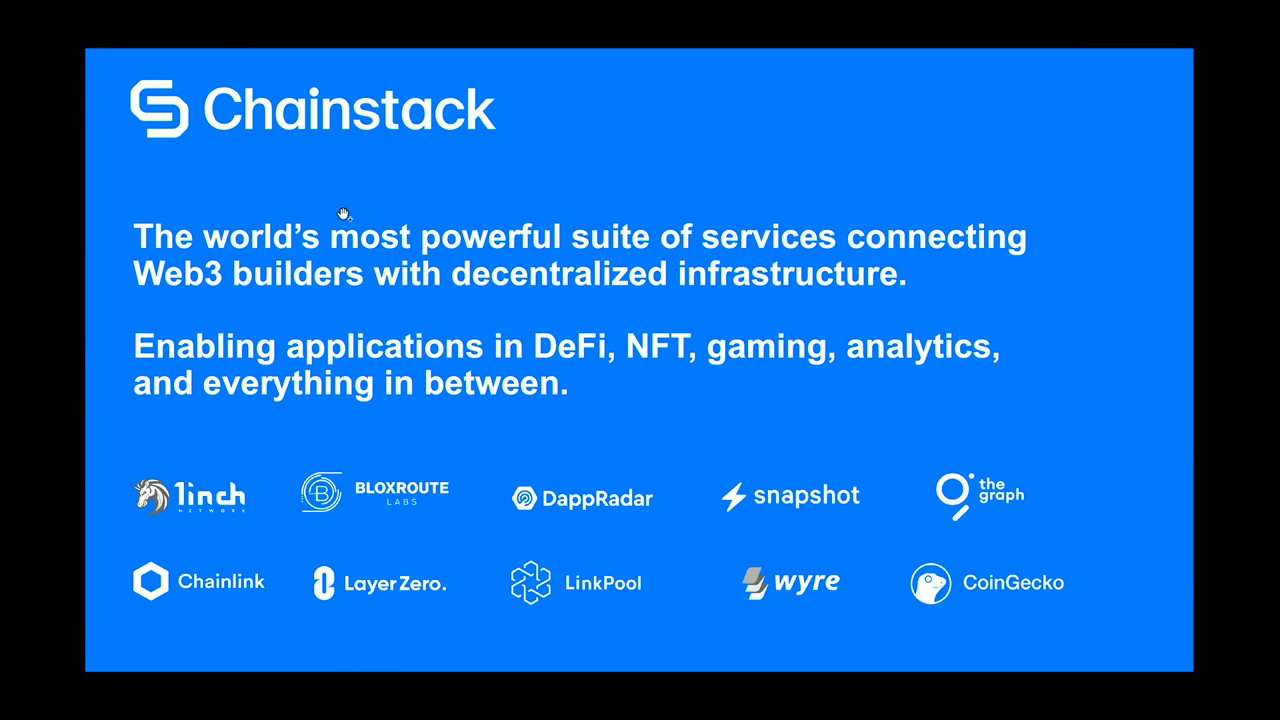 Chainstack
The world's most powerful suite of services connecting
Web3 builders with decentralized infrastructure.
Enabling applications in DeFi, NFT, gaming, analytics,
and everything in between.
1inch
NETWORK
BLOXROUTE
LABS
DappRadar
snapshot
the
graph
Chainlink
LayerZero.
LinkPool
wyre
CoinGecko